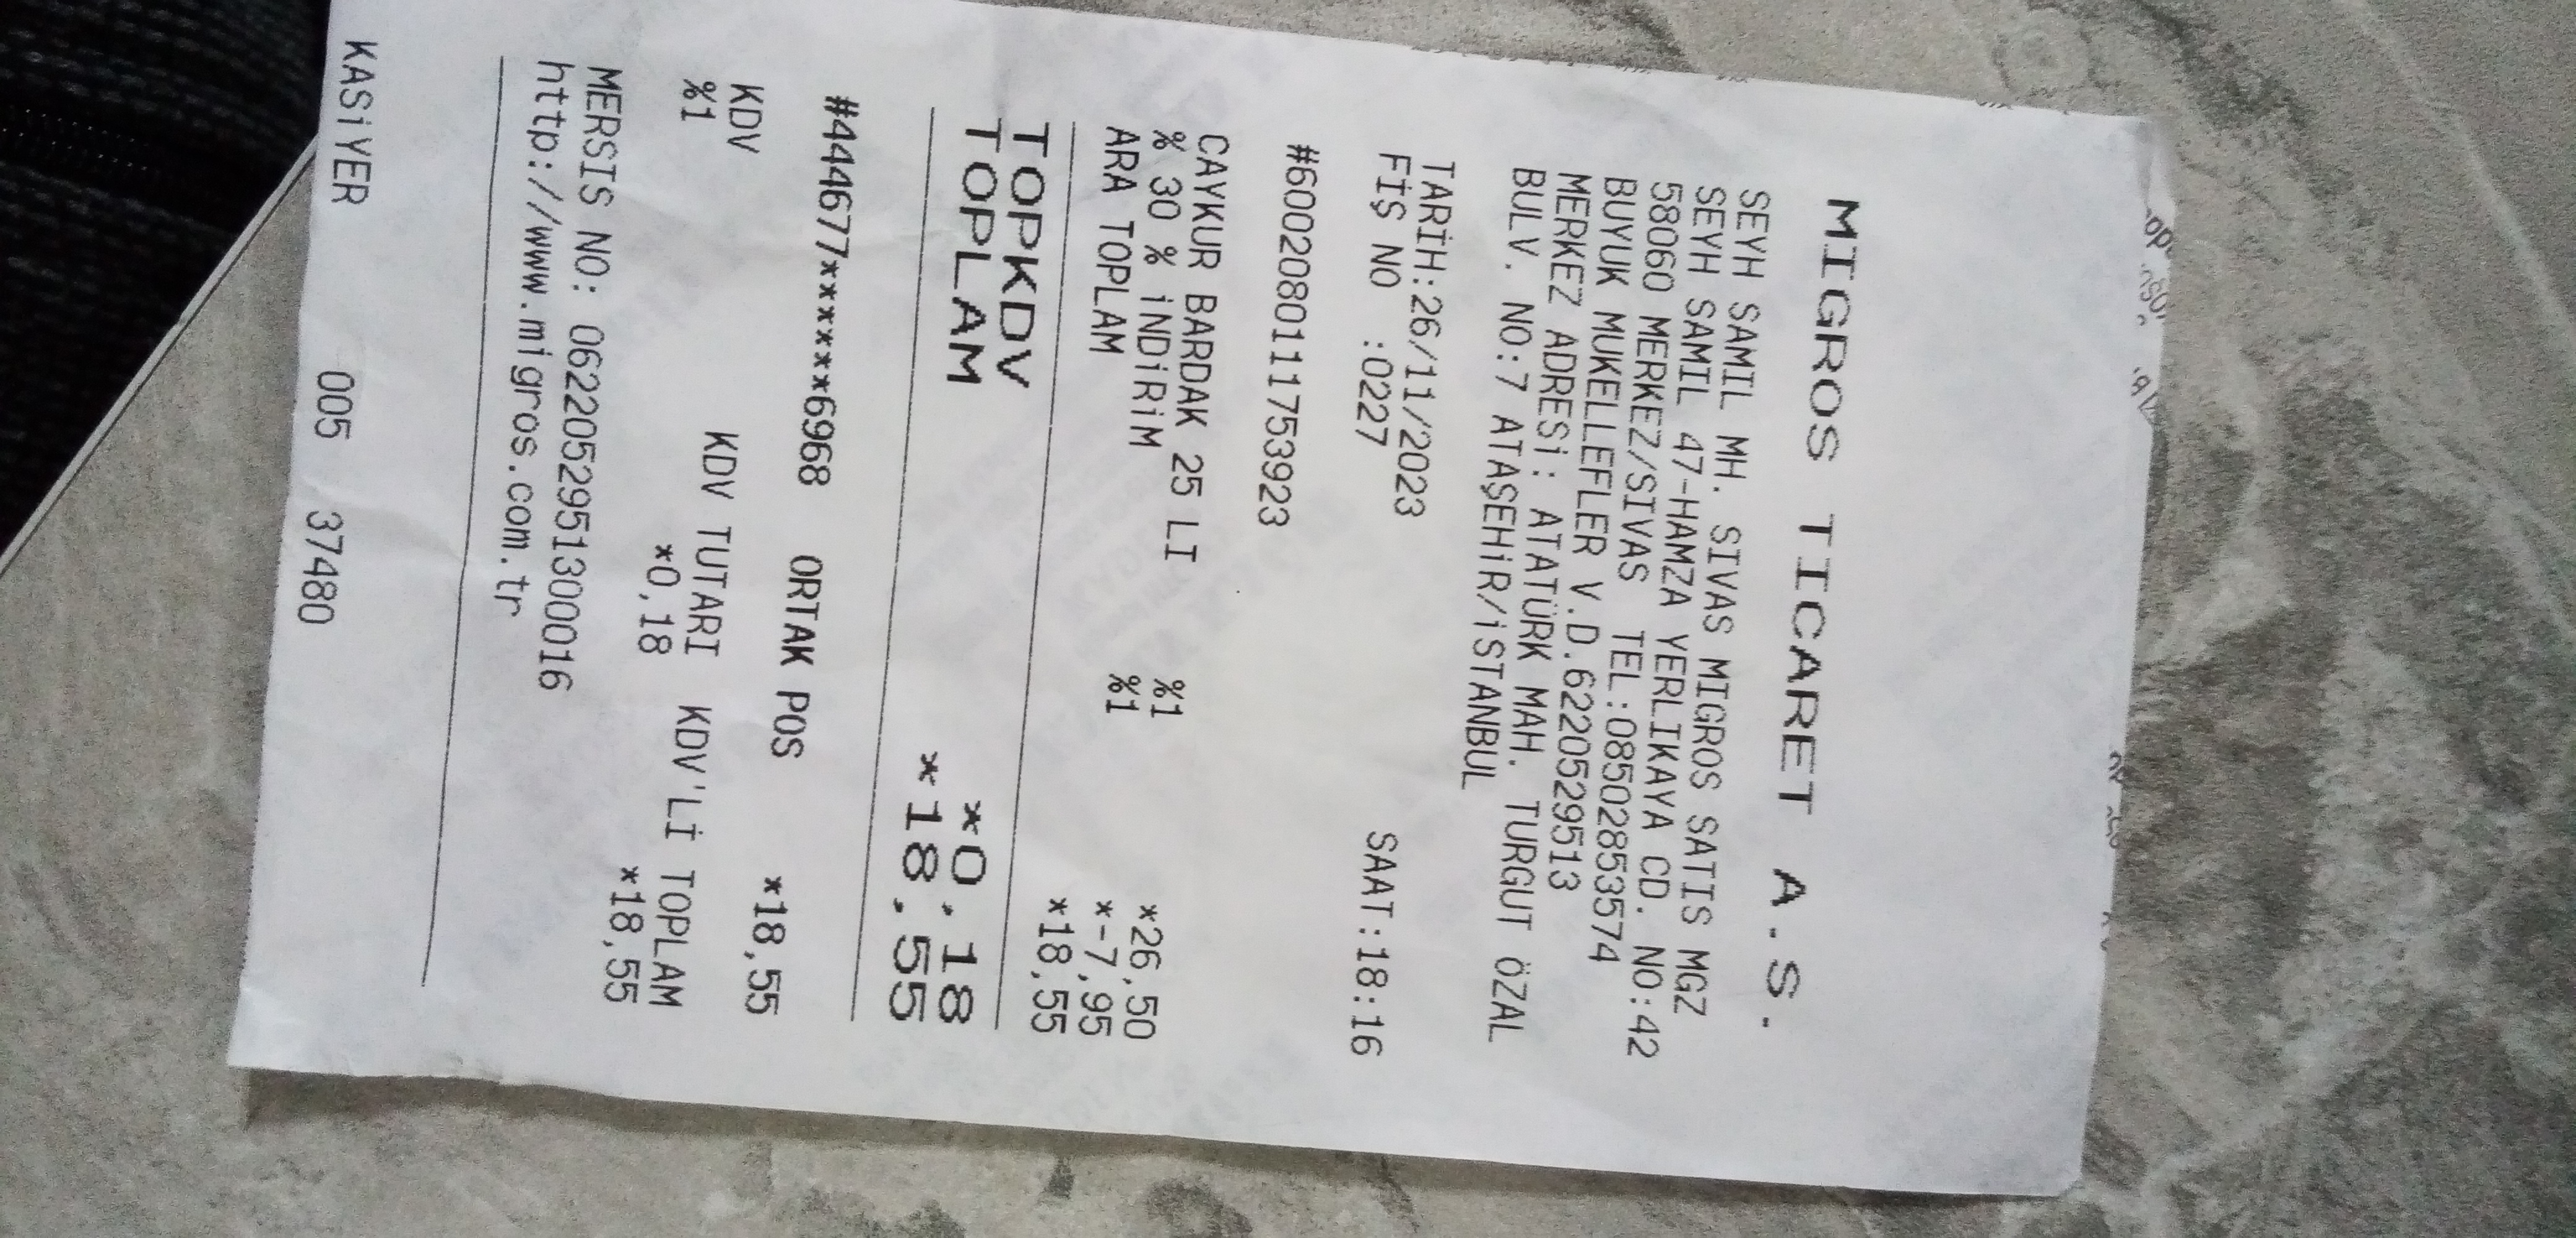 MIGROS TICARET A.S.
SEYH SAMIL MH. SIVAS MIGROS SATIS MGZ
SEYH SAMIL 47-HAMZA YERLIKAYA CD. NO:42
58060 MERKEZ/SIVAS TEL:08502853574
BUYUK MUKELLEFLER V.D.6220529513
MERKEZ ADRESİ: ATATÜRK MAH. TURGUT ÖZAL
BULV. NO:7 ATAŞEHİR/İSTANBUL
TARİH:26/11/2023
FİŞ NO :0227 SAAT:18:16
#6002080111753923
CAYKUR BARDAK 25 LI %1 *26,50
% 30 % İNDİRİM %1 *-7,95
ARA TOPLAM *18,55
TOPKDV *0,18
TOPLAM *18,55
#444677******6968 ORTAK POS *18,55
KDV KDV TUTARI KDV'Lİ TOPLAM
%1 *0,18 *18,55
MERSIS NO: 0622052951300016
http://www.migros.com.tr
KASİYER 005 37480